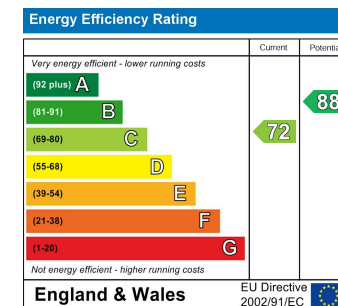 Energy Efficiency Rating
Current Potentia
Very energy efficient - lower running costs
(92 plus) A
(81-91) B
88
(69-80) C
72
(55-68) D
(39-54) E
(21-38) F
(1-20) G
Not energy efficient - higher running costs
England & Wales
EU Directive
2002/91/EC